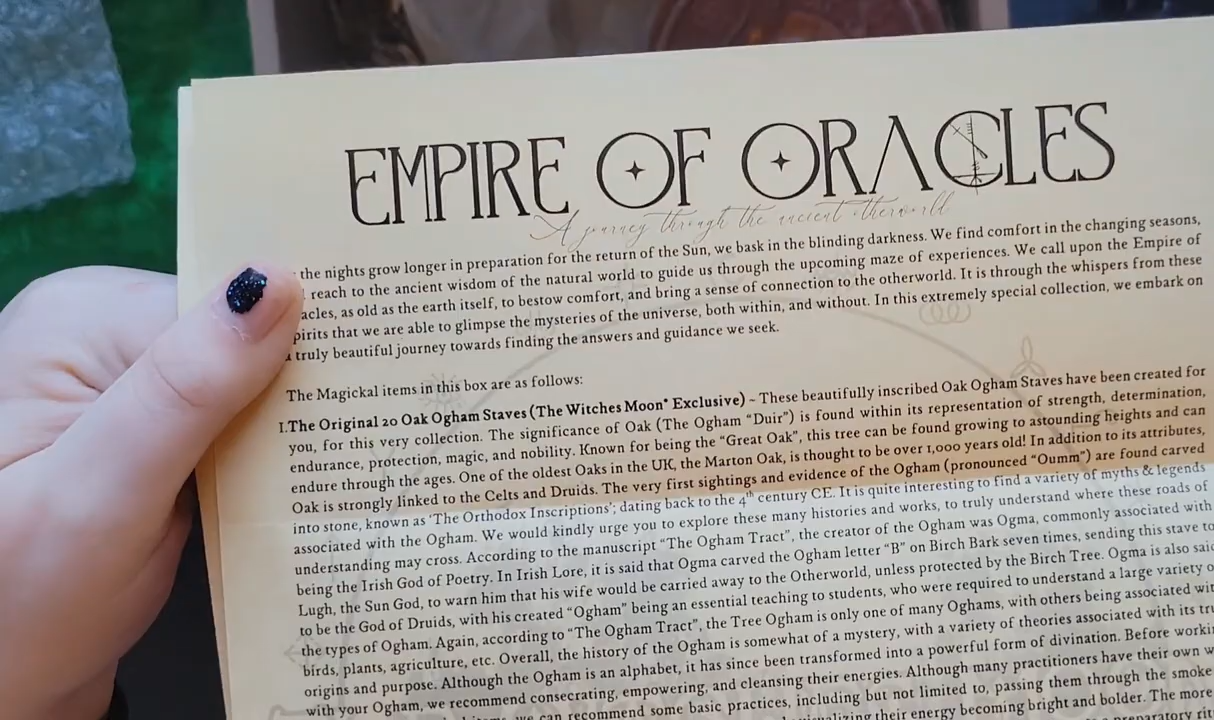 EMPIRE OF ORACLES
A journey through the ancient otherworld
the nights grow longer in preparation for the return of the Sun, we bask in the blinding darkness. We find comfort in the changing seasons,
reach to the ancient wisdom of the natural world to guide us through the upcoming maze of experiences. We call upon the Empire of
acles, as old as the earth itself, to bestow comfort, and bring a sense of connection to the otherworld. It is through the whispers from these
pirits that we are able to glimpse the mysteries of the universe, both within, and without. In this extremely special collection, we embark on
a truly beautiful journey towards finding the answers and guidance we seek.
The Magickal items in this box are as follows:
1.The Original 20 Oak Ogham Staves (The Witches Moon® Exclusive) ~ These beautifully inscribed Oak Ogham Staves have been created for
you, for this very collection. The significance of Oak (The Ogham "Duir") is found within its representation of strength, determination,
endurance, protection, magic, and nobility. Known for being the "Great Oak", this tree can be found growing to astounding heights and can
endure through the ages. One of the oldest Oaks in the UK, the Marton Oak, is thought to be over 1,000 years old! In addition to its attributes,
Oak is strongly linked to the Celts and Druids. The very first sightings and evidence of the Ogham (pronounced "Oumm") are found carved
into stone, known as 'The Orthodox Inscriptions'; dating back to the 4th century CE. It is quite interesting to find a variety of myths & legends
associated with the Ogham. We would kindly urge you to explore these many histories and works, to truly understand where these roads of
understanding may cross. According to the manuscript "The Ogham Tract", the creator of the Ogham was Ogma, commonly associated with
being the Irish God of Poetry. In Irish Lore, it is said that Ogma carved the Ogham letter "B" on Birch Bark seven times, sending this stave to
Lugh, the Sun God, to warn him that his wife would be carried away to the Otherworld, unless protected by the Birch Tree. Ogma is also said
to be the God of Druids, with his created "Ogham" being an essential teaching to students, who were required to understand a large variety o
the types of Ogham. Again, according to "The Ogham Tract", the Tree Ogham is only one of many Oghams, with others being associated wit
birds, plants, agriculture, etc. Overall, the history of the Ogham is somewhat of a mystery, with a variety of theories associated with its tru
origins and purpose. Although the Ogham is an alphabet, it has since been transformed into a powerful form of divination. Before worki
with your Ogham, we recommend consecrating, empowering, and cleansing their energies. Although many practitioners have their own w
we can recommend some basic practices, including but not limited to, passing them through the smoke
their energy becoming bright and bolder. The more